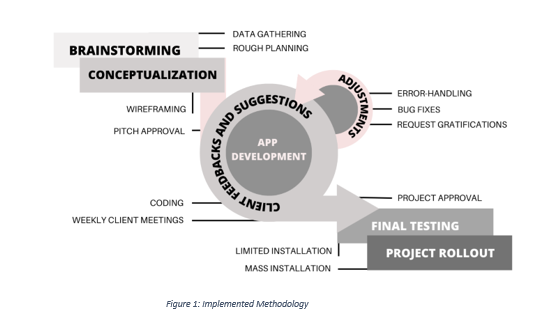 BRAINSTORMING
DATA GATHERING
ROUGH PLANNING
CONCEPTUALIZATION
WIREFRAMING
PITCH APPROVAL
CLIENT FEEDBACKS AND SUGGESTIONS
APP
DEVELOPMENT
ADJUSTMENTS
ERROR-HANDLING
BUG FIXES
REQUEST GRATIFICATIONS
CODING
WEEKLY CLIENT MEETINGS
PROJECT APPROVAL
FINAL TESTING
LIMITED INSTALLATION
PROJECT ROLLOUT
MASS INSTALLATION
Figure 1: Implemented Methodology